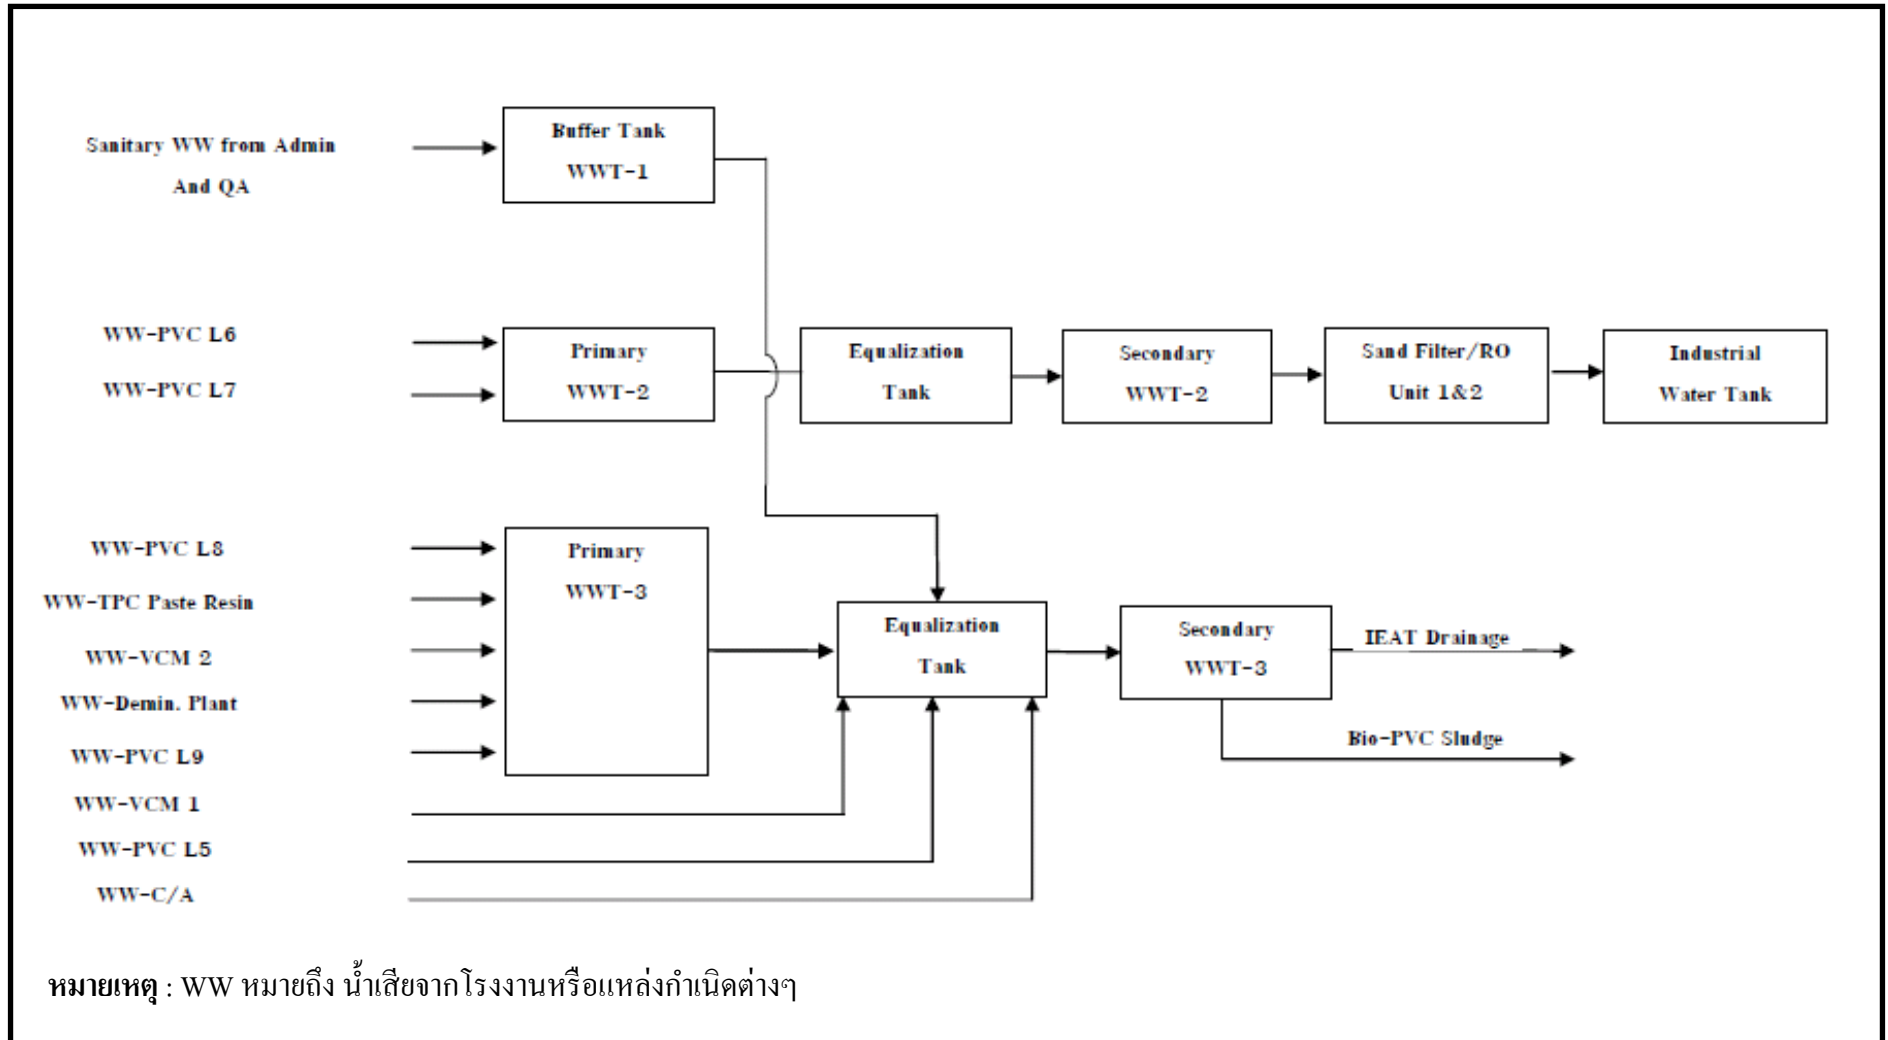 Sanitary WW from Admin
And QA
Buffer Tank
WWT-1
WW-PVC L6
WW-PVC L7
Primary
WWT-2
Equalization
Tank
Secondary
WWT-2
Sand Filter/RO
Unit 1&2
Industrial
Water Tank
WW-PVC L8
WW-TPC Paste Resin
WW-VCM 2
WW-Demin. Plant
WW-PVC L9
WW-VCM 1
WW-PVC L5
WW-C/A
Primary
WWT-3
Equalization
Tank
Secondary
WWT-3
IEAT Drainage
Bio-PVC Sludge
หมายเหตุ : WW หมายถึง น้ำเสียจากโรงงานหรือแหล่งกำเนิดต่างๆ